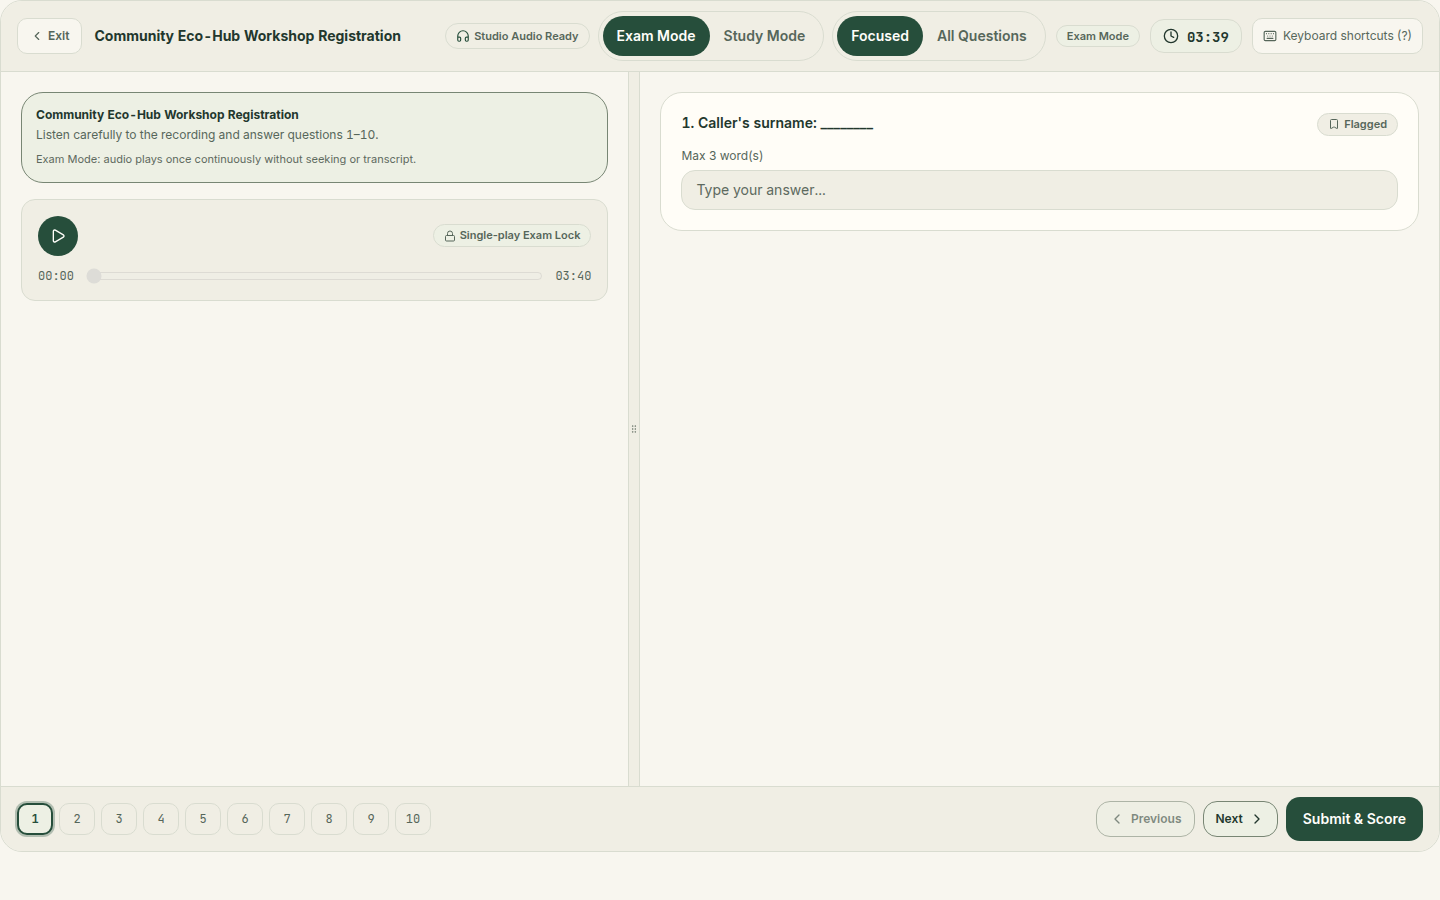 Exit
Community Eco-Hub Workshop Registration
Studio Audio Ready
Exam Mode
Study Mode
Focused
All Questions
Exam Mode
03:39
Keyboard shortcuts (?)
Community Eco-Hub Workshop Registration
Listen carefully to the recording and answer questions 1–10.
Exam Mode: audio plays once continuously without seeking or transcript.
Single-play Exam Lock
00:00
03:40
1. Caller's surname: ________
Flagged
Max 3 word(s)
Type your answer...
1 2 3 4 5 6 7 8 9 10
Previous
Next
Submit & Score